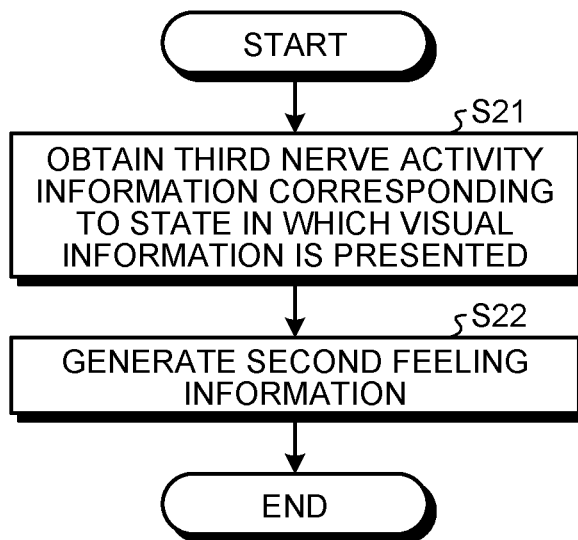 START
S21
OBTAIN THIRD NERVE ACTIVITY
INFORMATION CORRESPONDING
TO STATE IN WHICH VISUAL
INFORMATION IS PRESENTED
S22
GENERATE SECOND FEELING
INFORMATION
END